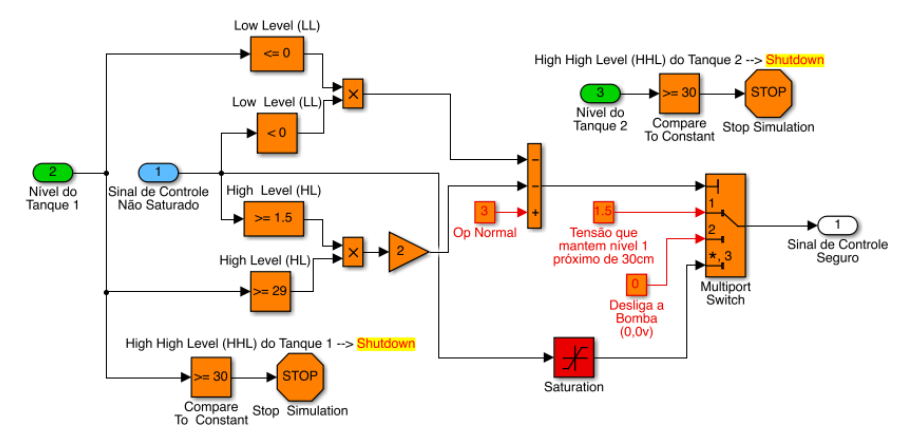 Low Level (LL)
<= 0
×
Low Level (LL)
< 0
2
Nível do
Tanque 1
1
Sinal de Controle
Não Saturado
High Level (HL)
>= 1.5
×
2
High Level (HL)
>= 29
High High Level (HHL) do Tanque 1 --> Shutdown
>= 30
Compare
To Constant
STOP
Stop Simulation
High High Level (HHL) do Tanque 2 --> Shutdown
3
Nível do
Tanque 2
>= 30
Compare
To Constant
STOP
Stop Simulation
−
−
+
3
Op Normal
1.5
Tensão que
mantem nível 1
próximo de 30cm
0
Desliga a
Bomba
(0,0v)
Saturation
1
2
*, 3
Multiport
Switch
1
Sinal de Controle
Seguro